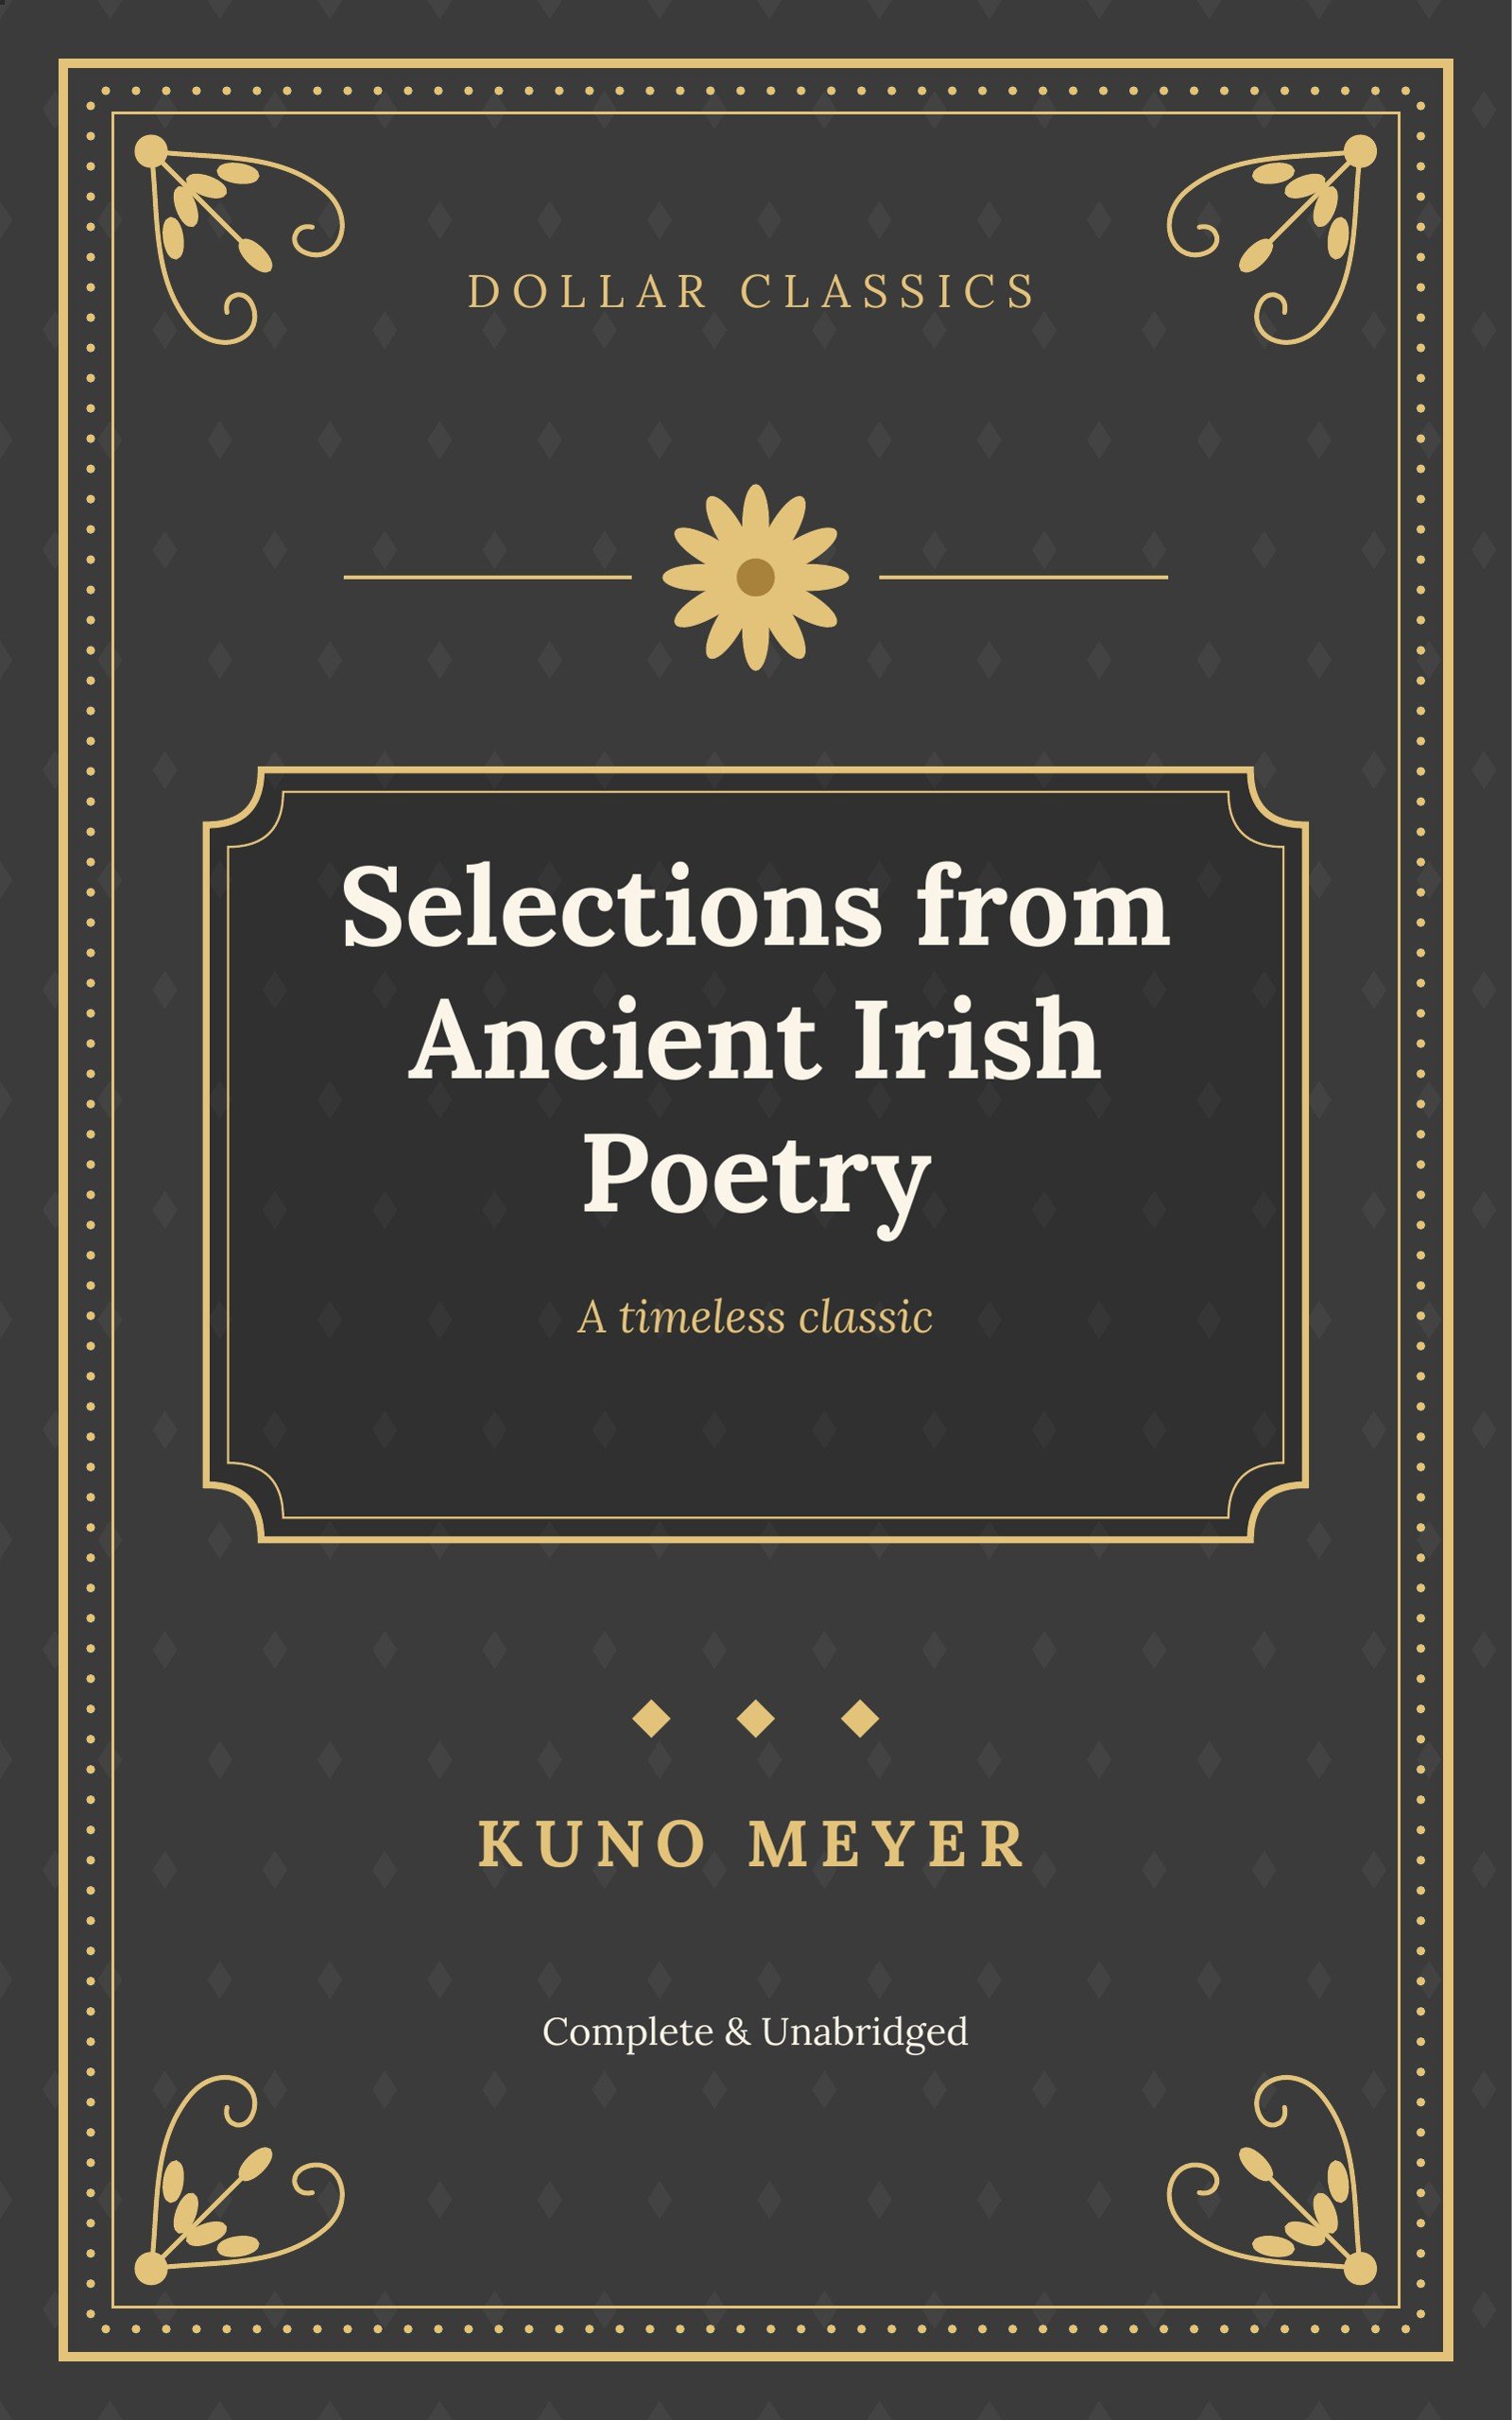 DOLLAR CLASSICS
Selections from
Ancient Irish
Poetry
A timeless classic
KUNO MEYER
Complete & Unabridged